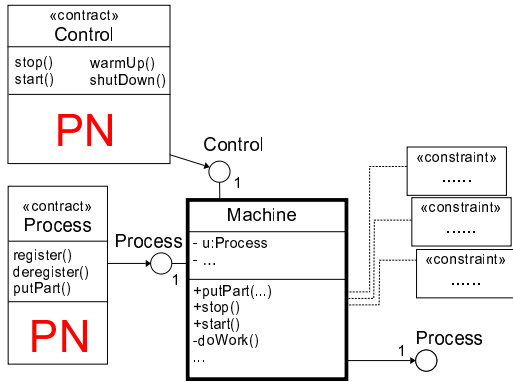 «contract»
Control
stop() warmUp()
start() shutDown()
PN
Control
1
«contract»
Process
register()
deregister()
putPart()
PN
Process
1
Machine
- u:Process
- ...
+putPart(...)
+stop()
+start()
-doWork()
...
«constraint»
......
«constraint»
......
«constraint»
......
Process
1